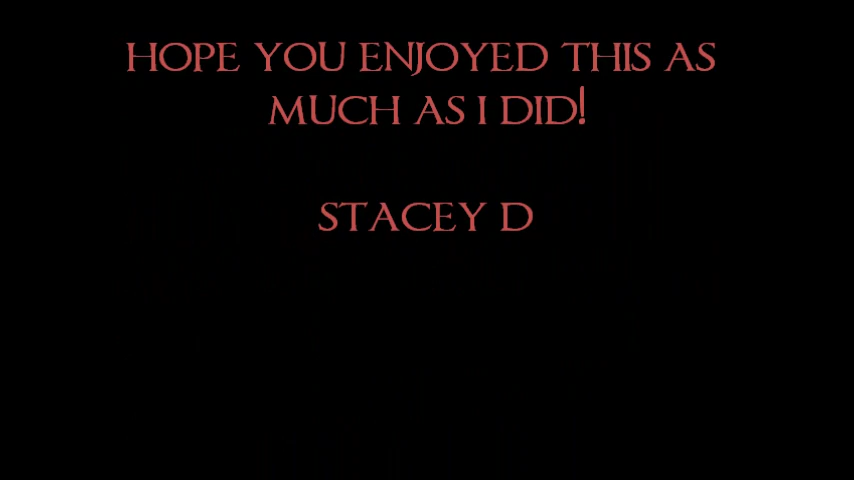 HOPE YOU ENJOYED THIS AS
MUCH AS I DID!
STACEY D